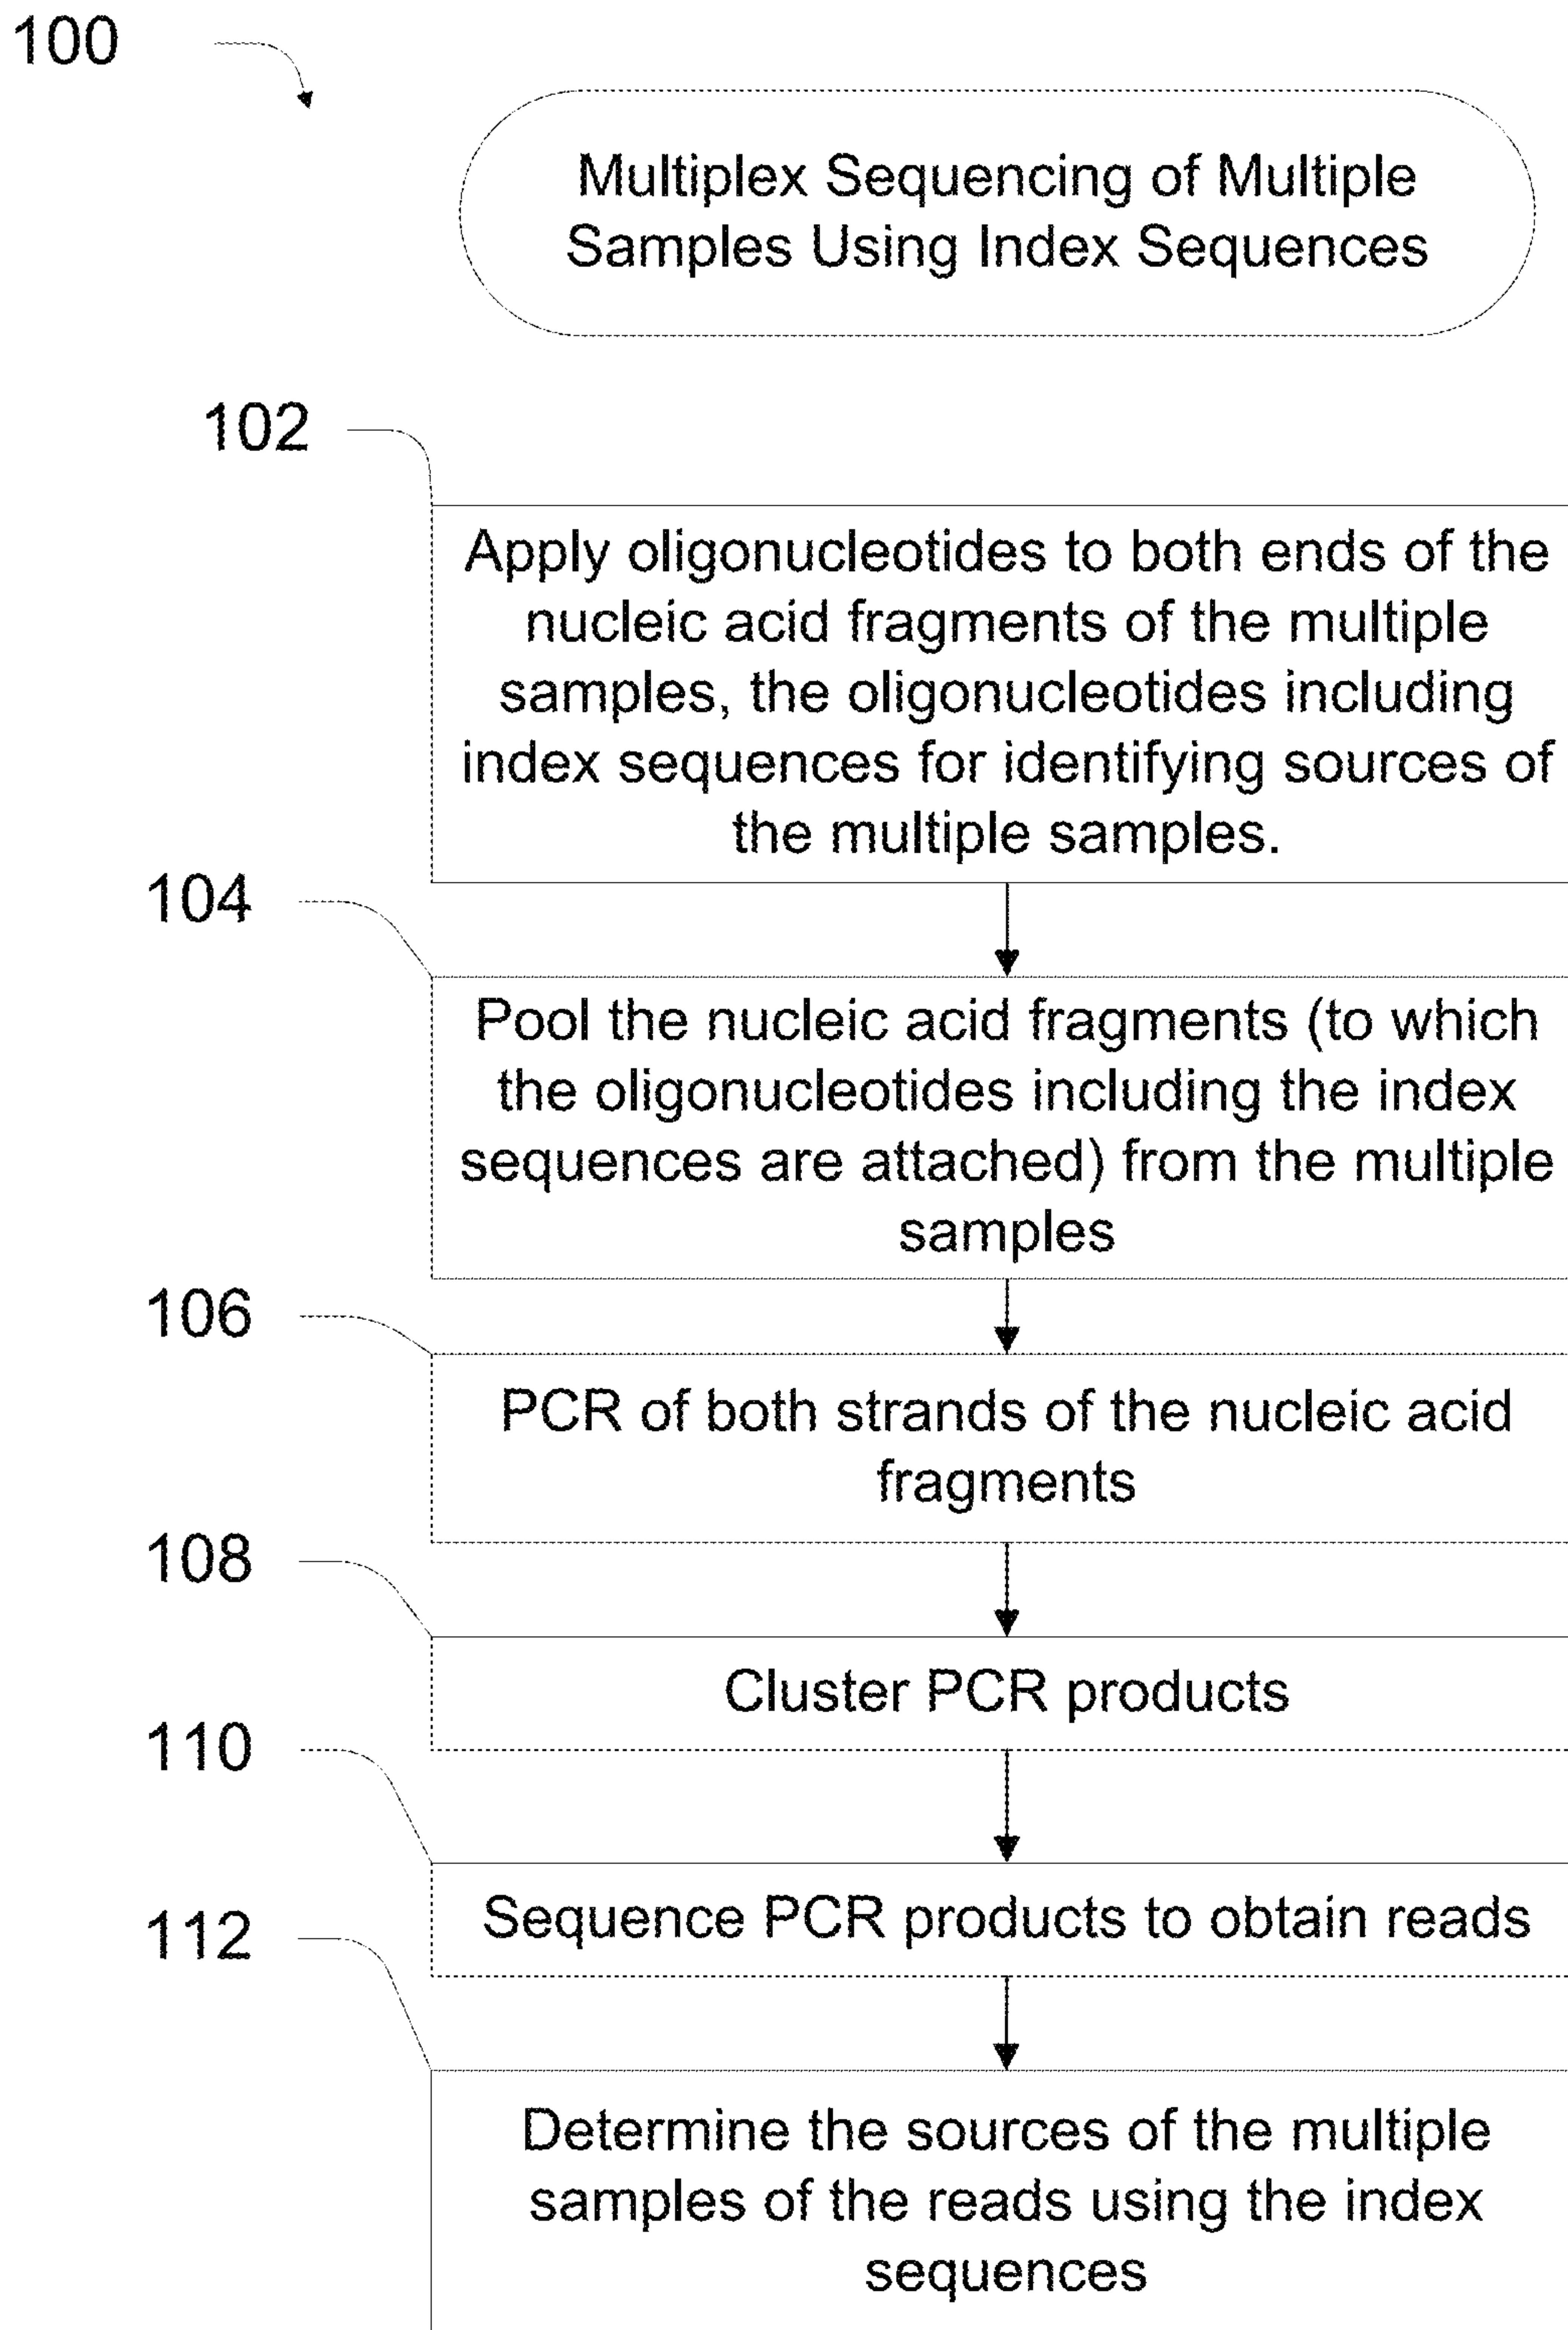 100
Multiplex Sequencing of Multiple
Samples Using Index Sequences
102
Apply oligonucleotides to both ends of the
nucleic acid fragments of the multiple
samples, the oligonucleotides including
index sequences for identifying sources of
the multiple samples.
104
Pool the nucleic acid fragments (to which
the oligonucleotides including the index
sequences are attached) from the multiple
samples
106
PCR of both strands of the nucleic acid
fragments
108
Cluster PCR products
110
Sequence PCR products to obtain reads
112
Determine the sources of the multiple
samples of the reads using the index
sequences